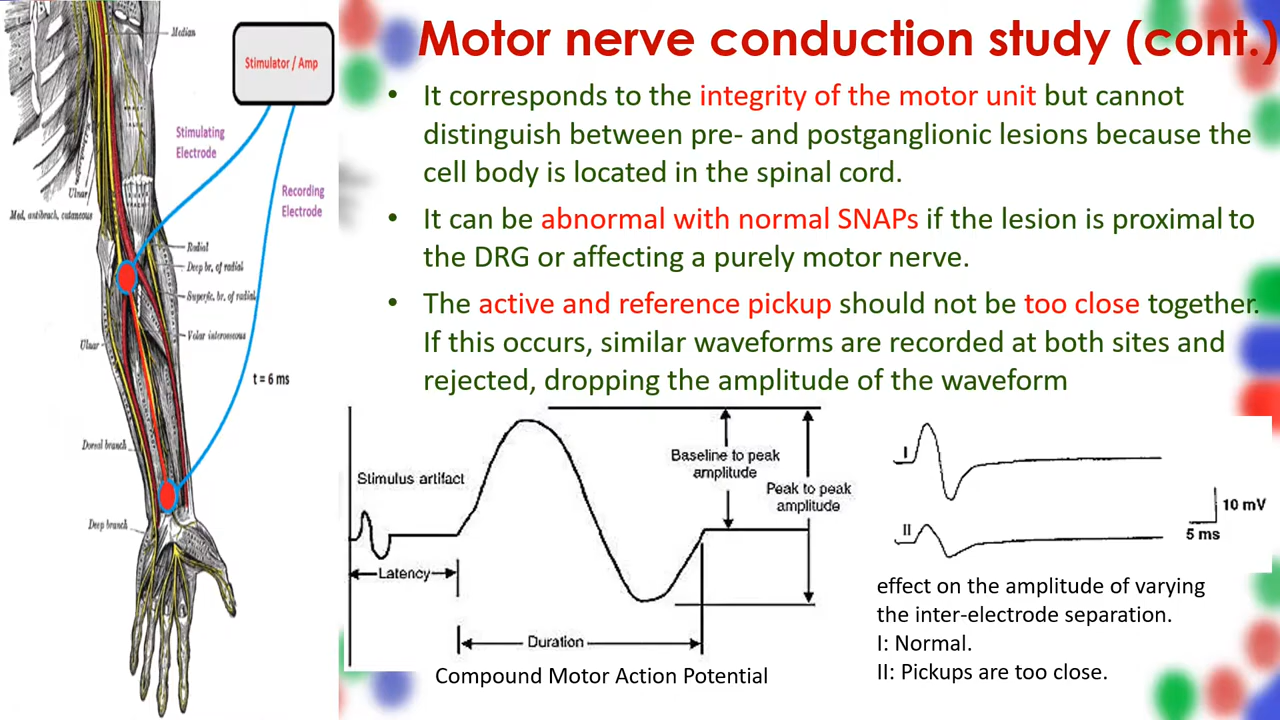 Motor nerve conduction study (cont.)
• It corresponds to the integrity of the motor unit but cannot
distinguish between pre- and postganglionic lesions because the
cell body is located in the spinal cord.
• It can be abnormal with normal SNAPs if the lesion is proximal to
the DRG or affecting a purely motor nerve.
• The active and reference pickup should not be too close together.
If this occurs, similar waveforms are recorded at both sites and
rejected, dropping the amplitude of the waveform
Median
Stimulator / Amp
Stimulating
Electrode
Recording
Electrode
Ulnar
Med. antibrach. cutaneous
Radial
Deep br. of radial
Superfic. br. of radial
Volar interosseous
Ulnar
t = 6 ms
Dorsal branch
Deep branch
Stimulus artifact
Latency
Duration
Baseline to peak
amplitude
Peak to peak
amplitude
Compound Motor Action Potential
I
II
10 mV
5 ms
effect on the amplitude of varying
the inter-electrode separation.
I: Normal.
II: Pickups are too close.